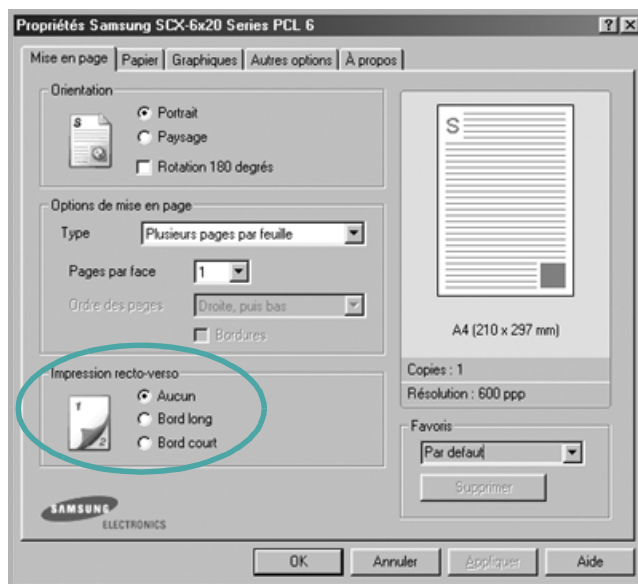 Propriétés Samsung SCX-6x20 Series PCL 6
Mise en page Papier Graphiques Autres options À propos
Orientation
S
Portrait
Paysage
Rotation 180 degrés
Options de mise en page
Type Plusieurs pages par feuille
Pages par face 1
Ordre des pages Droite, puis bas
Bordures
Impression recto-verso
1
2
Aucun
Bord long
Bord court
SAMSUNG
ELECTRONICS
S
A4 (210 x 297 mm)
Copies : 1
Résolution : 600 ppp
Favoris
Par defaut
Supprimer
OK Annuler Appliquer Aide